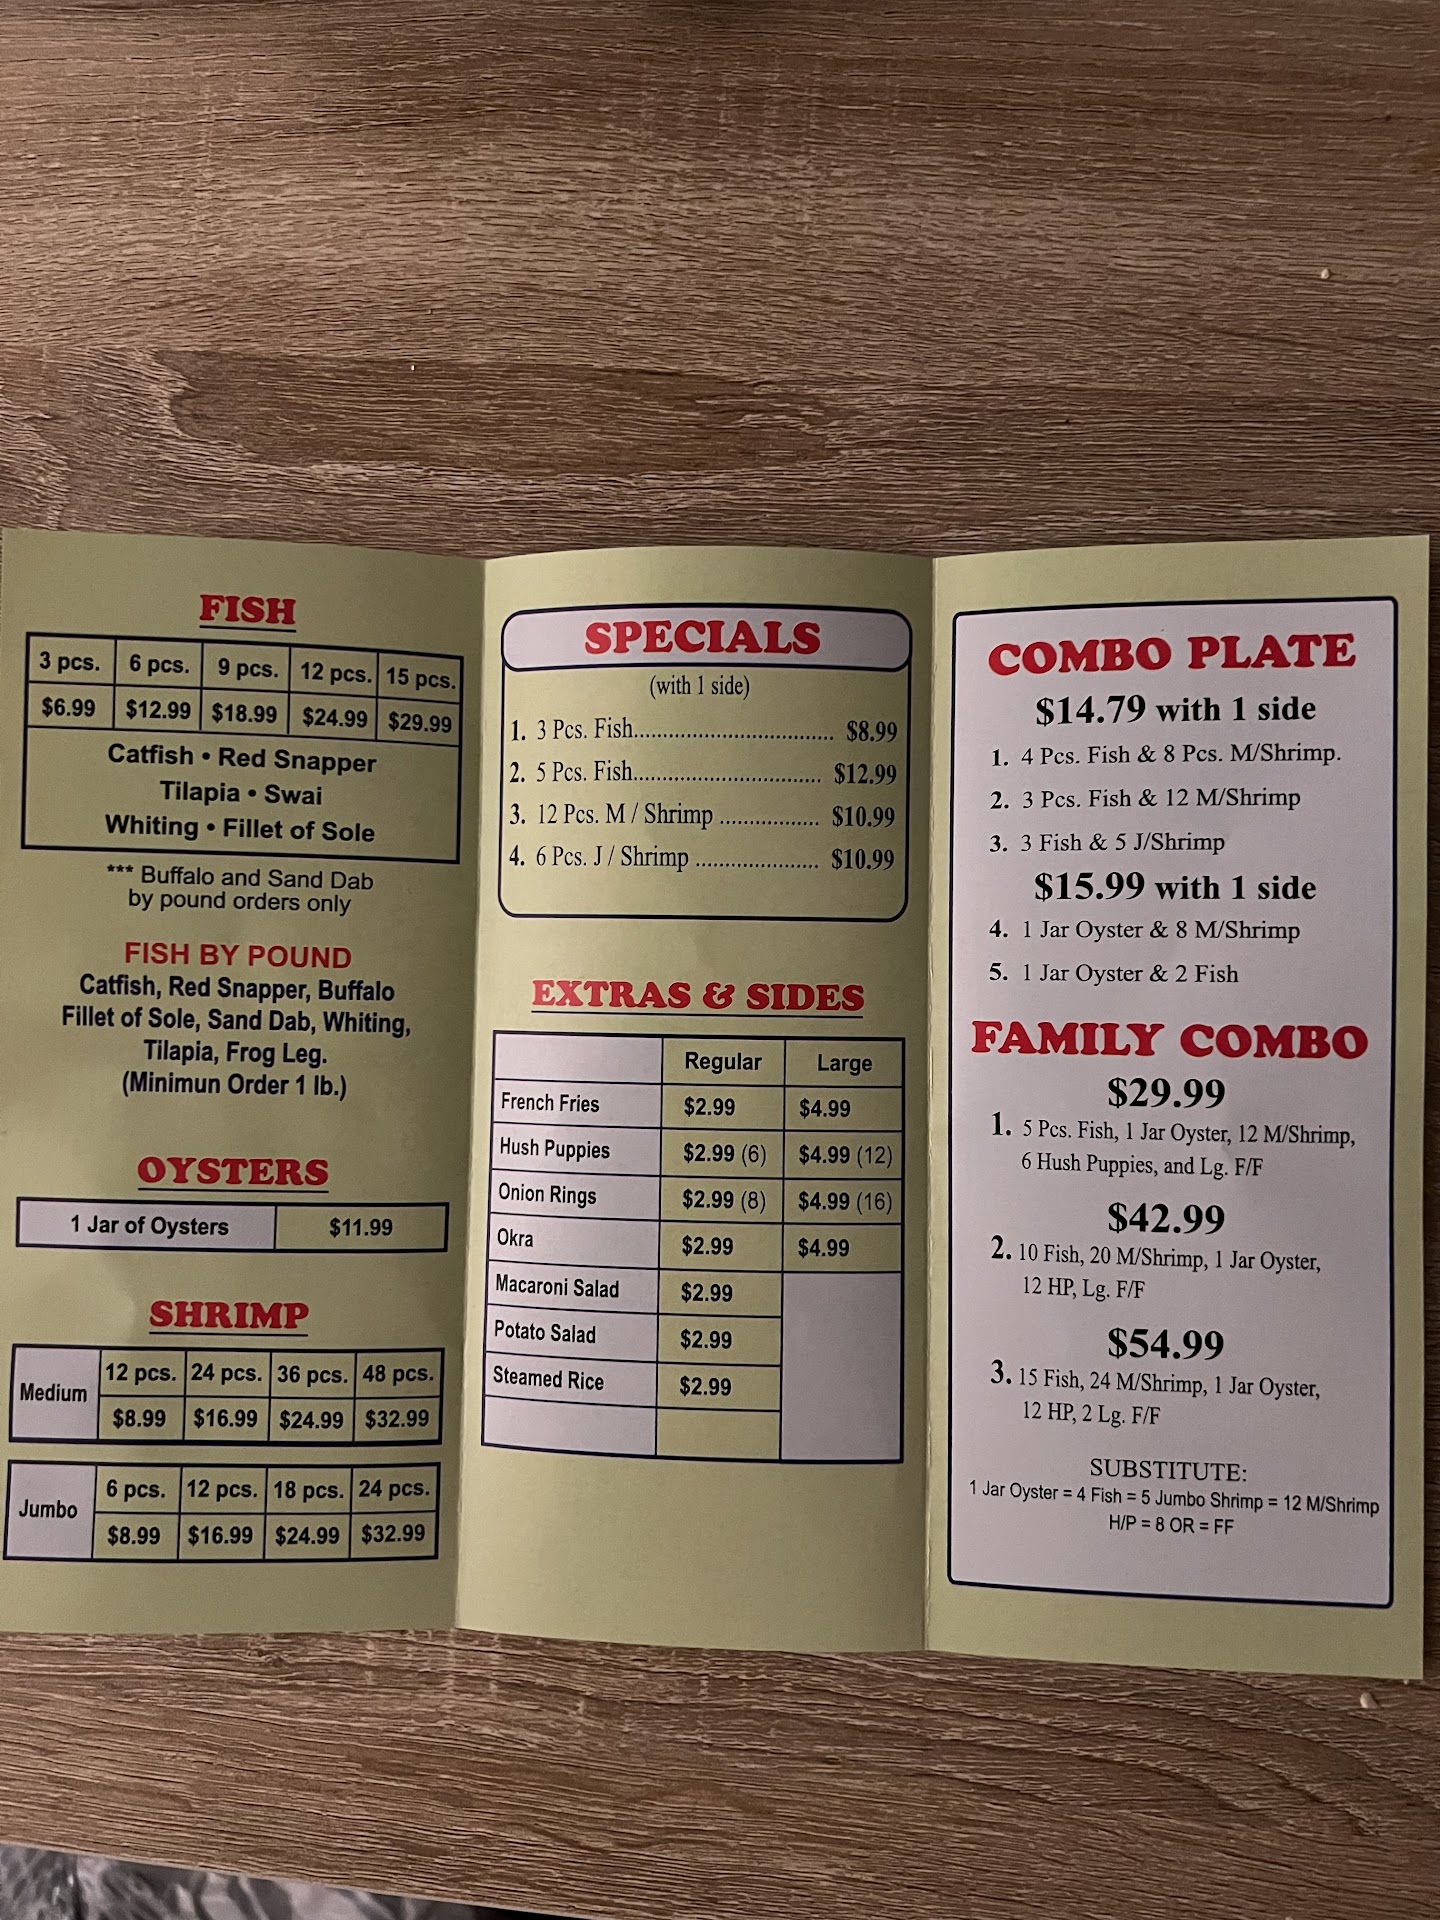 FISH
3 pcs. 6 pcs. 9 pcs. 12 pcs. 15 pcs.
$6.99 $12.99 $18.99 $24.99 $29.99
Catfish • Red Snapper
Tilapia • Swai
Whiting • Fillet of Sole
*** Buffalo and Sand Dab
by pound orders only
FISH BY POUND
Catfish, Red Snapper, Buffalo
Fillet of Sole, Sand Dab, Whiting,
Tilapia, Frog Leg.
(Minimun Order 1 lb.)
OYSTERS
1 Jar of Oysters $11.99
SHRIMP
Medium
12 pcs. 24 pcs. 36 pcs. 48 pcs.
$8.99 $16.99 $24.99 $32.99
Jumbo
6 pcs. 12 pcs. 18 pcs. 24 pcs.
$8.99 $16.99 $24.99 $32.99
SPECIALS
(with 1 side)
1. 3 Pcs. Fish................................. $8.99
2. 5 Pcs. Fish............................... $12.99
3. 12 Pcs. M / Shrimp ................. $10.99
4. 6 Pcs. J / Shrimp ..................... $10.99
EXTRAS & SIDES
Regular Large
French Fries $2.99 $4.99
Hush Puppies $2.99 (6) $4.99 (12)
Onion Rings $2.99 (8) $4.99 (16)
Okra $2.99 $4.99
Macaroni Salad $2.99
Potato Salad $2.99
Steamed Rice $2.99
COMBO PLATE
$14.79 with 1 side
1. 4 Pcs. Fish & 8 Pcs. M/Shrimp.
2. 3 Pcs. Fish & 12 M/Shrimp
3. 3 Fish & 5 J/Shrimp
$15.99 with 1 side
4. 1 Jar Oyster & 8 M/Shrimp
5. 1 Jar Oyster & 2 Fish
FAMILY COMBO
$29.99
1. 5 Pcs. Fish, 1 Jar Oyster, 12 M/Shrimp,
6 Hush Puppies, and Lg. F/F
$42.99
2. 10 Fish, 20 M/Shrimp, 1 Jar Oyster,
12 HP, Lg. F/F
$54.99
3. 15 Fish, 24 M/Shrimp, 1 Jar Oyster,
12 HP, 2 Lg. F/F
SUBSTITUTE:
1 Jar Oyster = 4 Fish = 5 Jumbo Shrimp = 12 M/Shrimp
H/P = 8 OR = FF